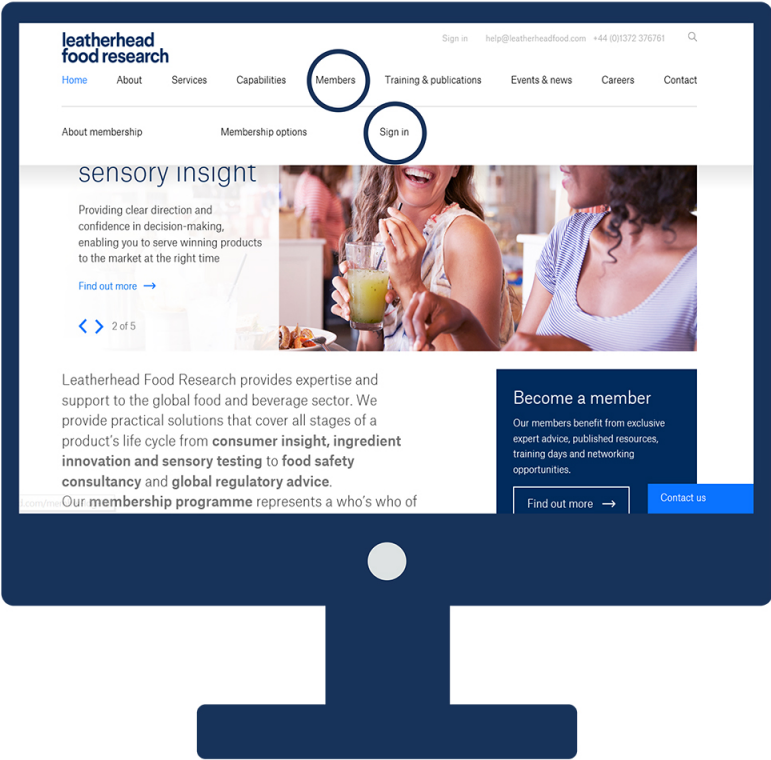 leatherhead
food research
Sign in help@leatherheadfood.com +44 (0)1372 376761
Home About Services Capabilities Members Training & publications Events & news Careers Contact
About membership Membership options Sign in
sensory insight
Providing clear direction and
confidence in decision-making,
enabling you to serve winning products
to the market at the right time
Find out more →
2 of 5
Leatherhead Food Research provides expertise and
support to the global food and beverage sector. We
provide practical solutions that cover all stages of a
product's life cycle from consumer insight, ingredient
innovation and sensory testing to food safety
consultancy and global regulatory advice.
Our membership programme represents a who's who of
Become a member
Our members benefit from exclusive
expert advice, published resources,
training days and networking
opportunities.
Find out more →
Contact us